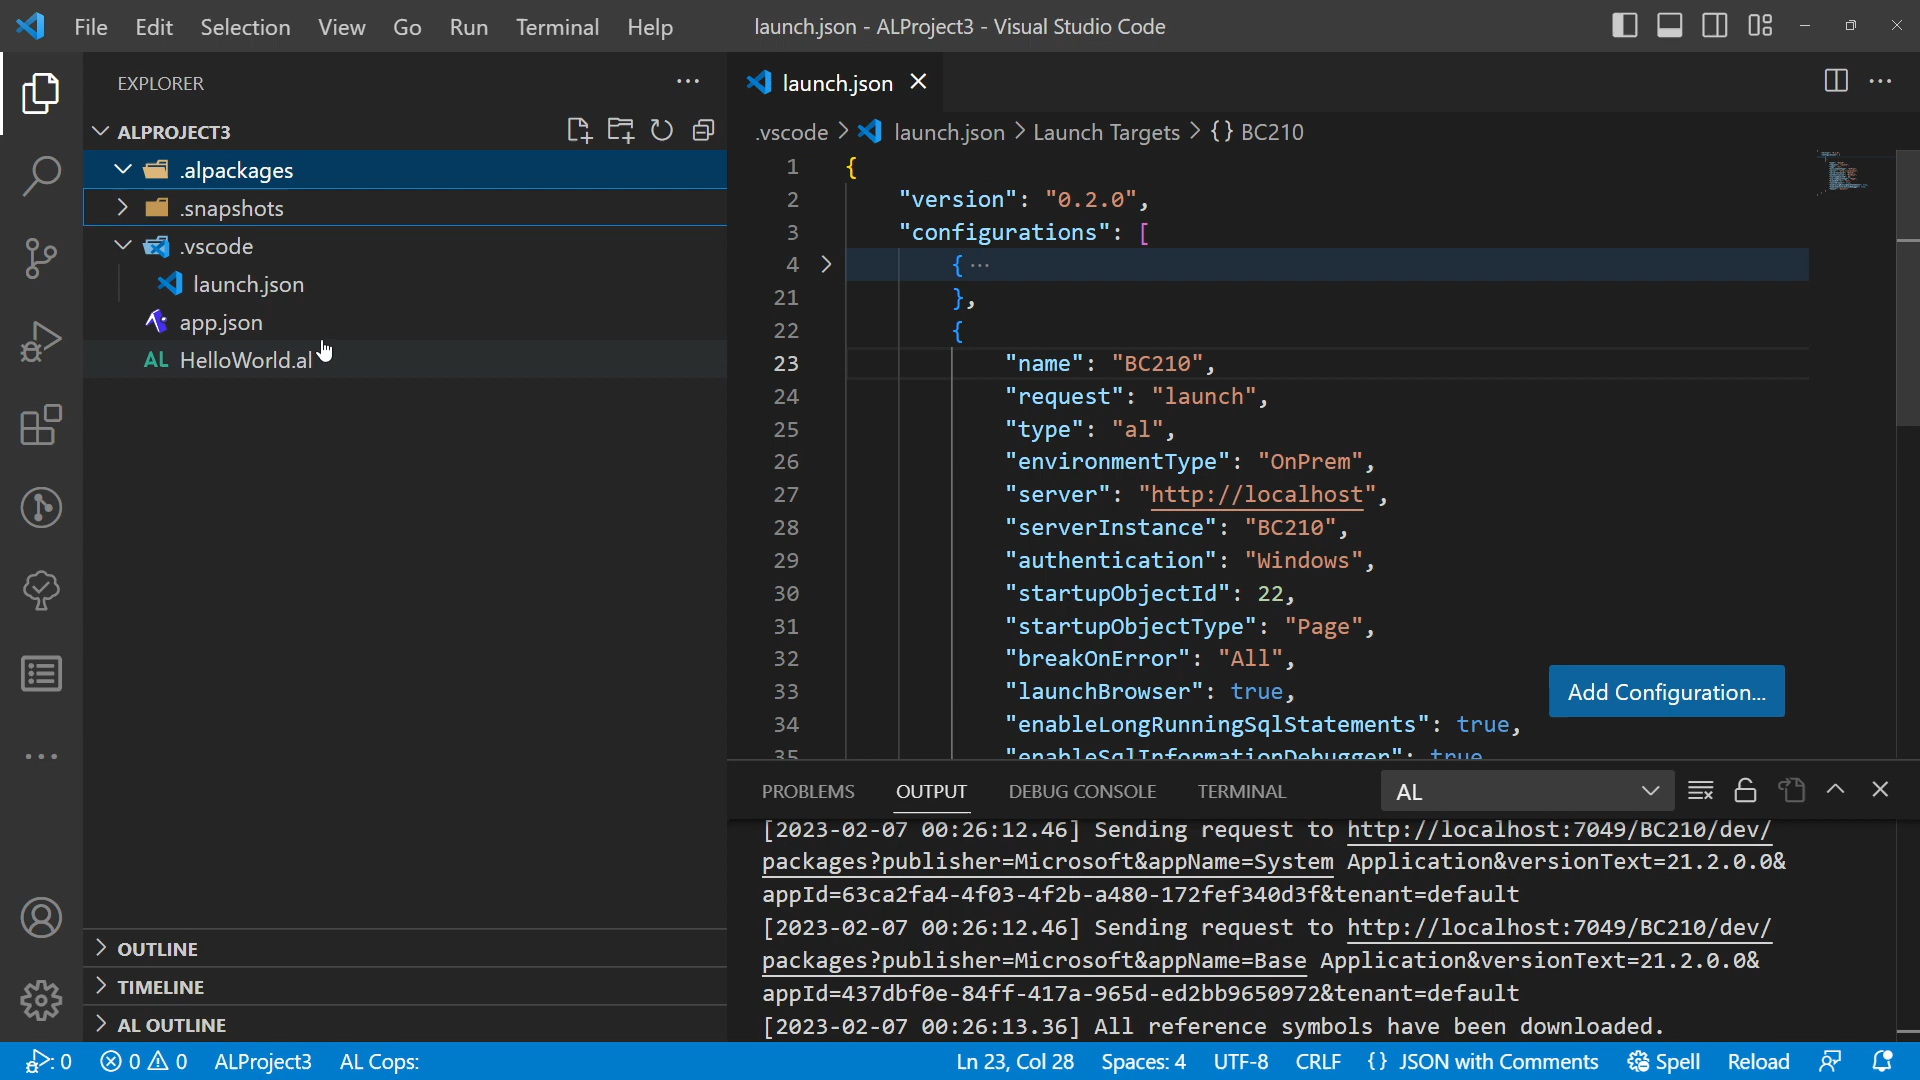 File Edit Selection View Go Run Terminal Help
launch.json - ALProject3 - Visual Studio Code
EXPLORER
ALPROJECT3
.alpackages
.snapshots
.vscode
launch.json
app.json
AL HelloWorld.al
OUTLINE
TIMELINE
AL OUTLINE
launch.json
.vscode > launch.json > Launch Targets > {} BC210
1 {
2 "version": "0.2.0",
3 "configurations": [
4 { ...
21 },
22 {
23 "name": "BC210",
24 "request": "launch",
25 "type": "al",
26 "environmentType": "OnPrem",
27 "server": "http://localhost",
28 "serverInstance": "BC210",
29 "authentication": "Windows",
30 "startupObjectId": 22,
31 "startupObjectType": "Page",
32 "breakOnError": "All",
33 "launchBrowser": true,
34 "enableLongRunningSqlStatements": true,
35 "enableSqlInformationDebugger": true
Add Configuration...
PROBLEMS OUTPUT DEBUG CONSOLE TERMINAL
AL
[2023-02-07 00:26:12.46] Sending request to http://localhost:7049/BC210/dev/
packages?publisher=Microsoft&appName=System Application&versionText=21.2.0.0&
appId=63ca2fa4-4f03-4f2b-a480-172fef340d3f&tenant=default
[2023-02-07 00:26:12.46] Sending request to http://localhost:7049/BC210/dev/
packages?publisher=Microsoft&appName=Base Application&versionText=21.2.0.0&
appId=437dbf0e-84ff-417a-965d-ed2bb9650972&tenant=default
[2023-02-07 00:26:13.36] All reference symbols have been downloaded.
: 0 0 0 ALProject3 AL Cops:
Ln 23, Col 28 Spaces: 4 UTF-8 CRLF {} JSON with Comments Spell Reload